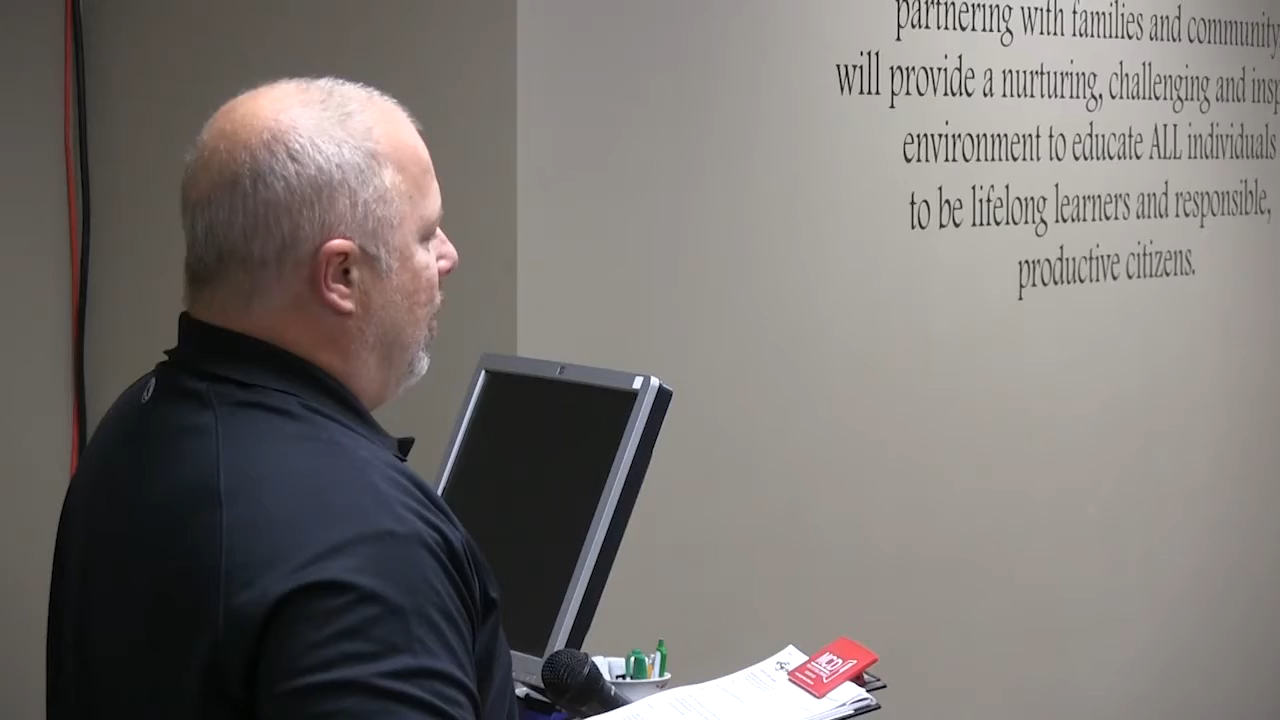 partnering with families and community,
will provide a nurturing, challenging and insp
environment to educate ALL individuals
to be lifelong learners and responsible,
productive citizens.